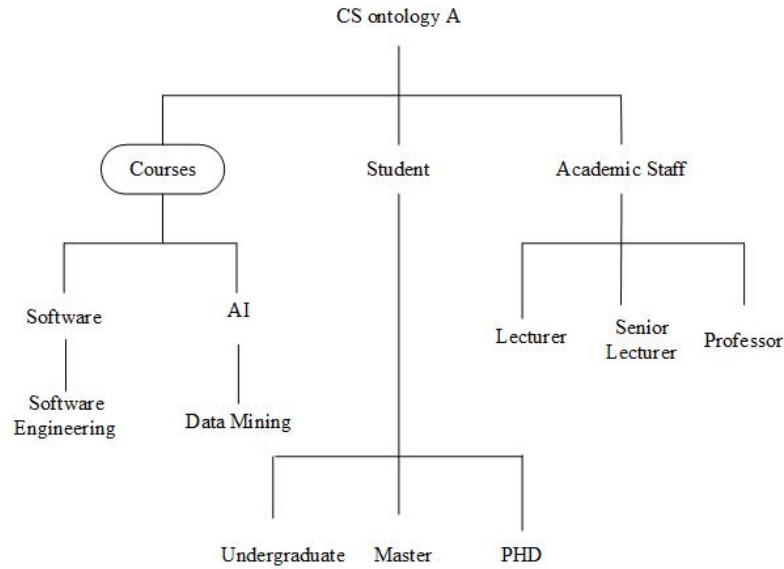 CS ontology A
Courses
Student
Academic Staff
Software
AI
Lecturer
Senior
Lecturer
Professor
Software
Engineering
Data Mining
Undergraduate
Master
PHD